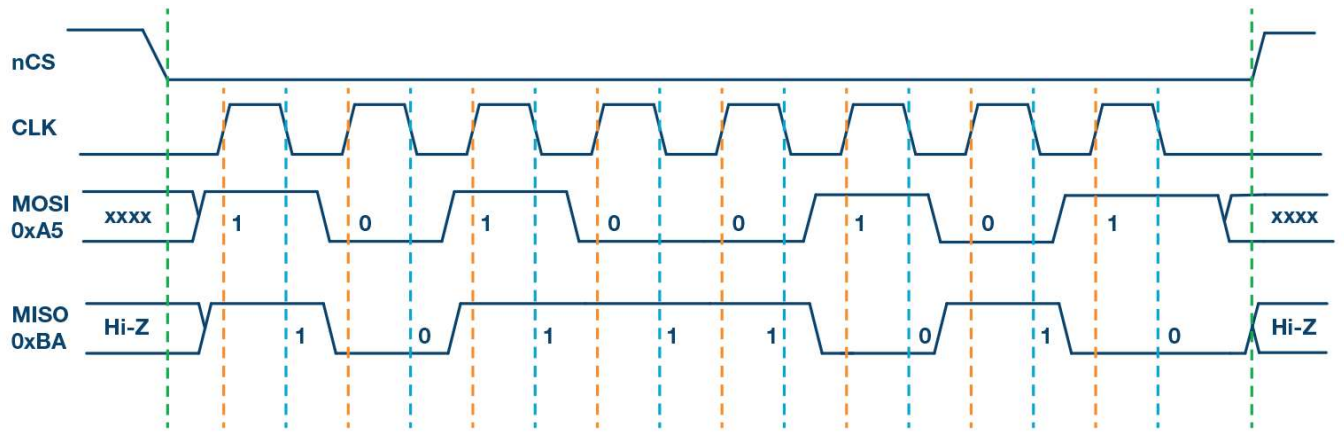 nCS
CLK
MOSI
0xA5
xxxx 1 0 1 0 0 1 0 1 xxxx
MISO
0xBA
Hi-Z 1 0 1 1 1 0 1 0 Hi-Z